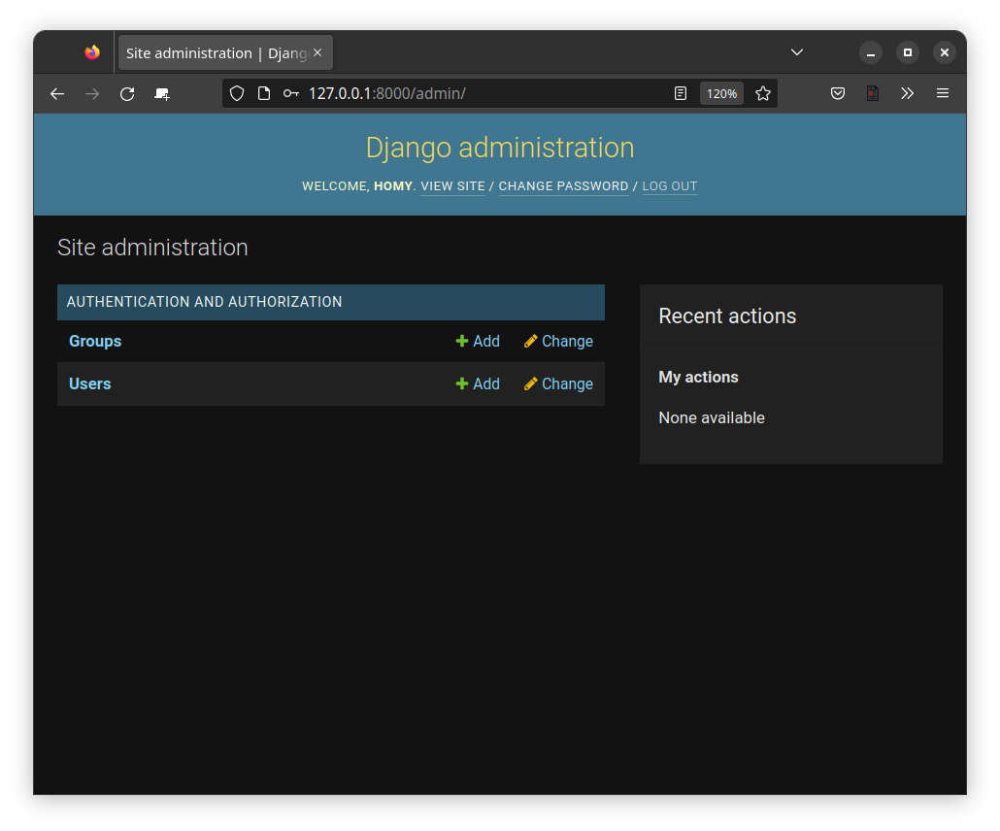 Site administration | Djang
127.0.0.1:8000/admin/
120%
Django administration
WELCOME, HOMY. VIEW SITE / CHANGE PASSWORD / LOG OUT
Site administration
AUTHENTICATION AND AUTHORIZATION
Groups Add Change
Users Add Change
Recent actions
My actions
None available